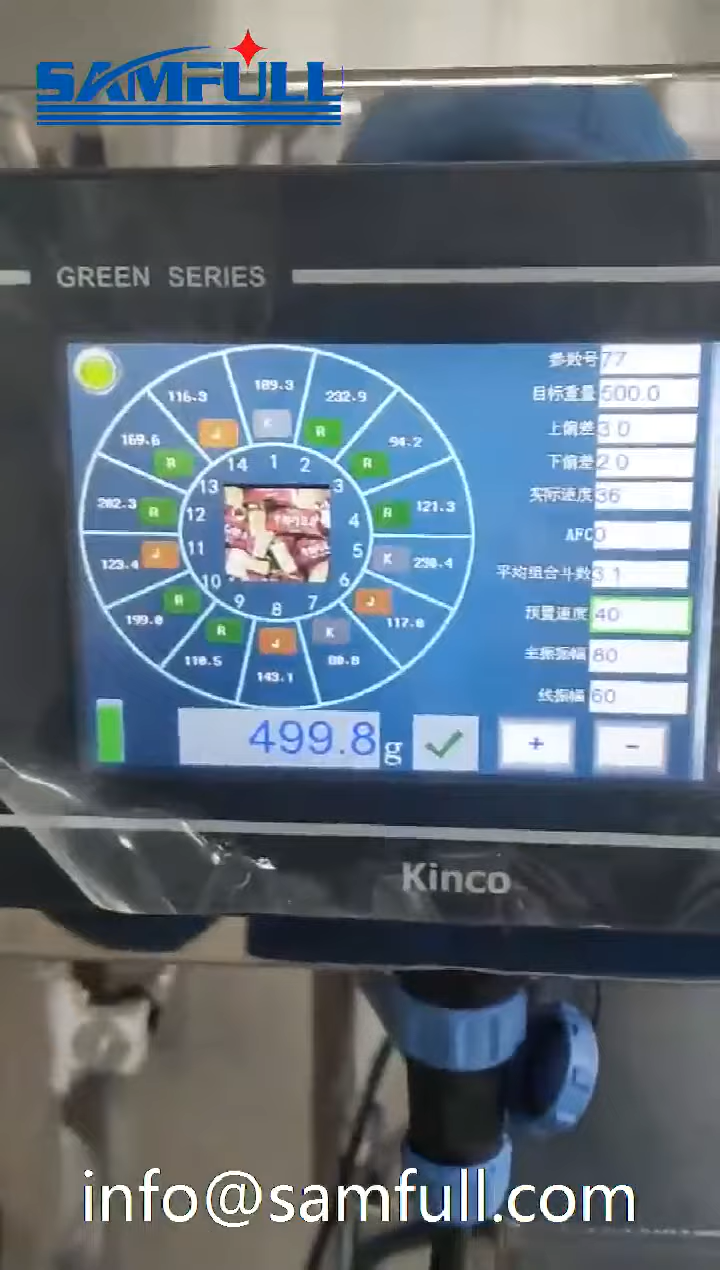 SAMFULL
GREEN SERIES
参数号 77
目标重量 500.0
上偏差 3 0
下偏差 2 0
实际速度 36
AFC 0
平均组合斗数 3 1
预置速度 40
主振振幅 60
线振幅 60
109.3
232.9
94.2
121.3
230.4
117.0
80.8
143.1
110.5
199.0
123.4
202.3
169.6
116.3
K
R
R
R
K
J
K
J
R
R
J
R
R
J
1
2
3
4
5
6
7
8
9
10
11
12
13
14
499.8 g
+
-
Kinco
info@samfull.com